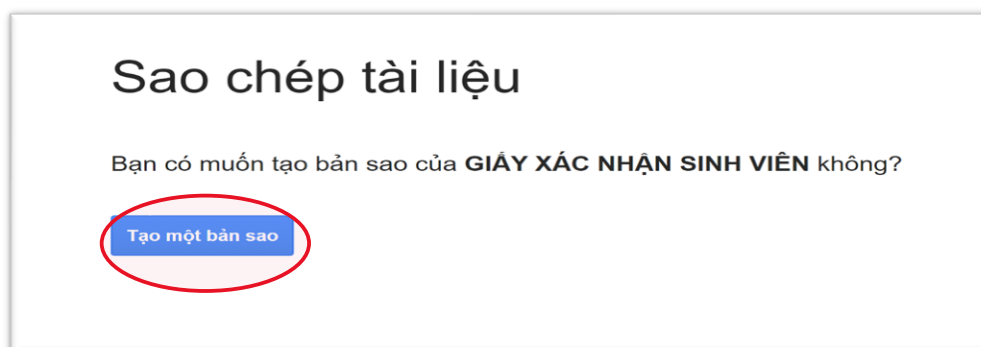 Sao chép tài liệu
Bạn có muốn tạo bản sao của GIẤY XÁC NHẬN SINH VIÊN không?
Tạo một bản sao